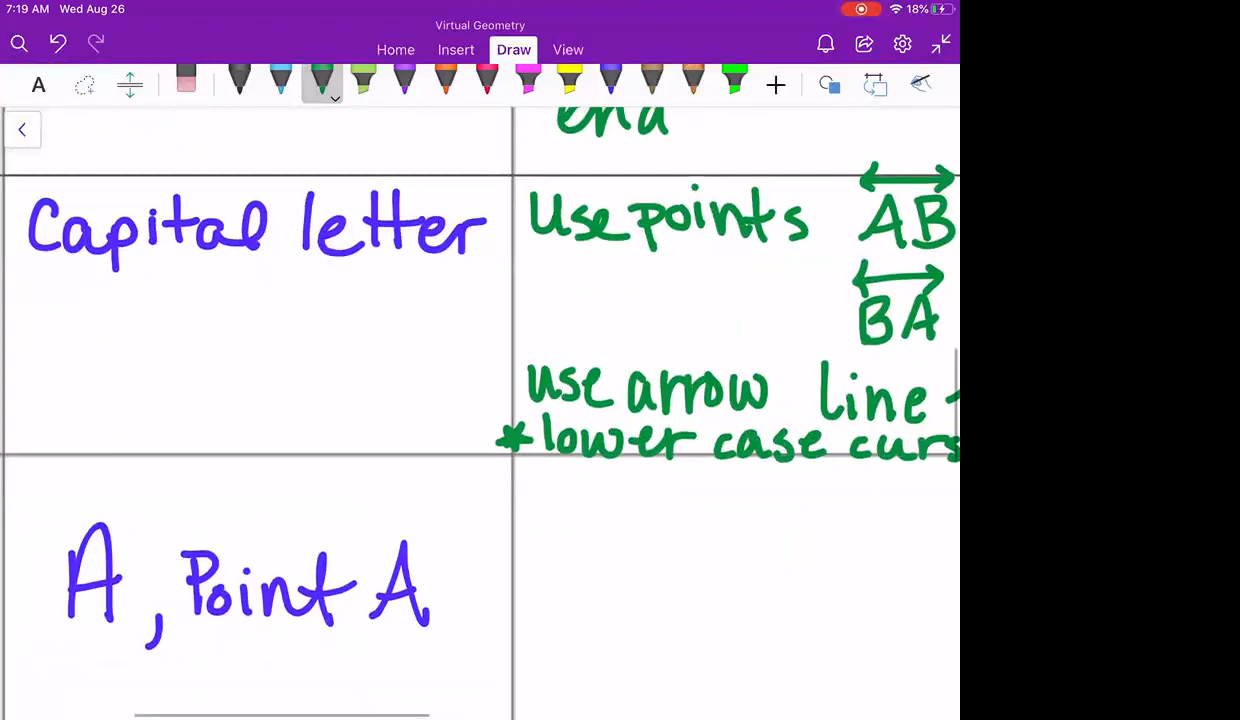 7:19 AM Wed Aug 26
18%
Virtual Geometry
Home Insert Draw View
A
end
Capital letter
Use points AB
BA
use arrow line
*lower case curs
A, Point A